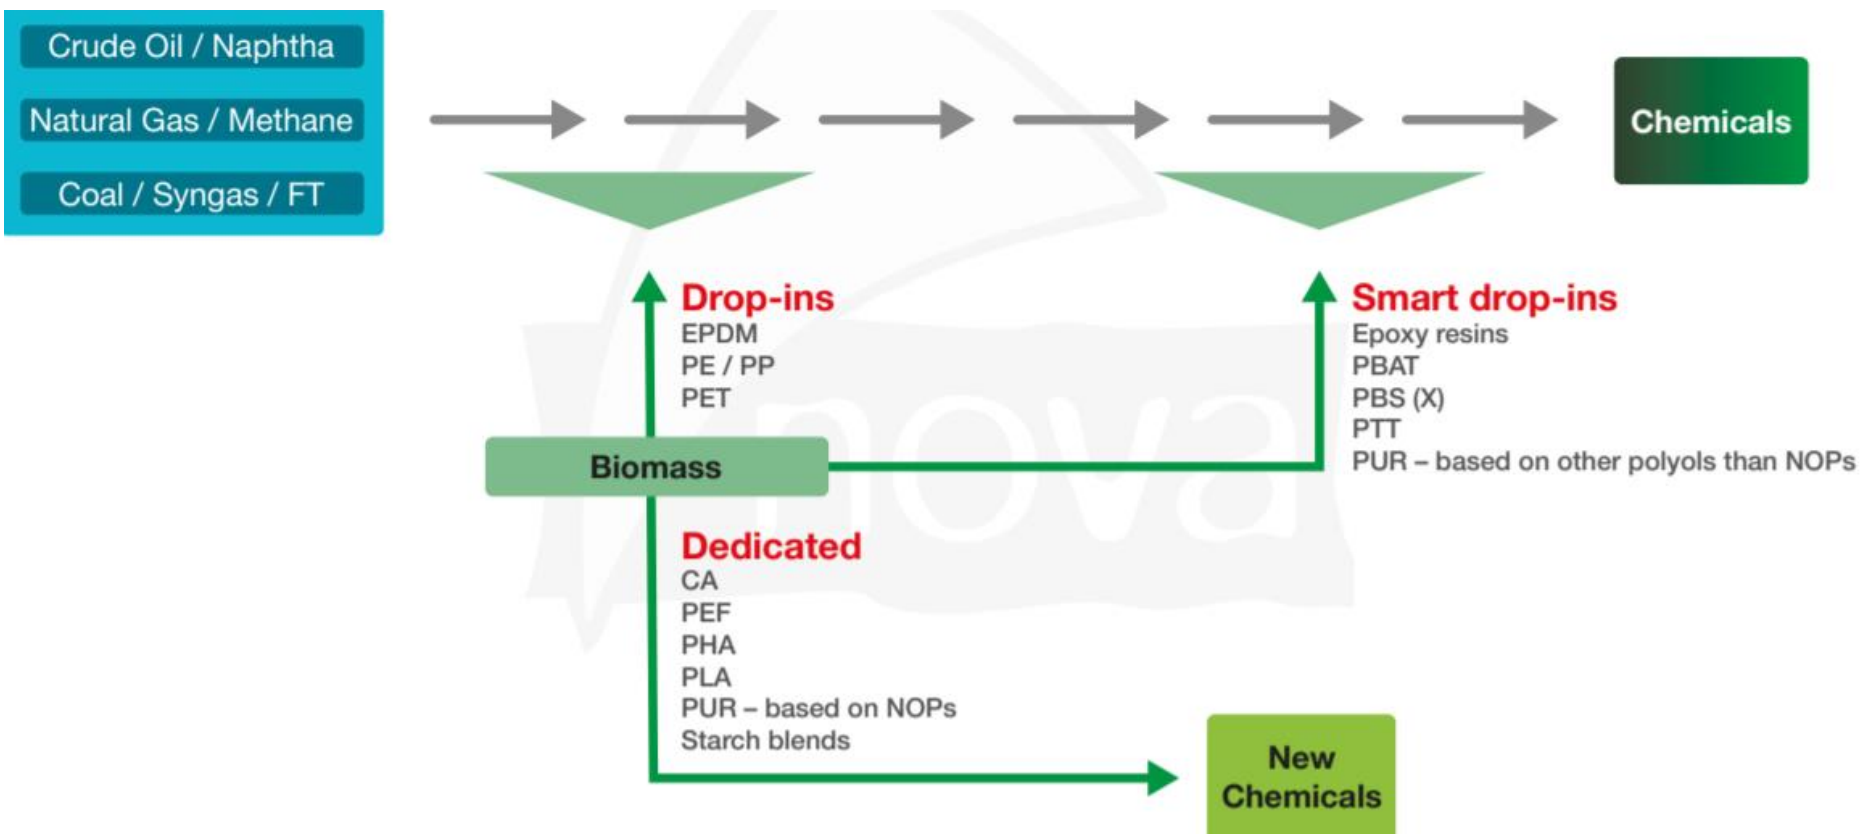 Crude Oil / Naphtha
Natural Gas / Methane
Coal / Syngas / FT
Chemicals
Drop-ins
EPDM
PE / PP
PET
Smart drop-ins
Epoxy resins
PBAT
PBS (X)
PTT
PUR – based on other polyols than NOPs
Biomass
nova
Dedicated
CA
PEF
PHA
PLA
PUR – based on NOPs
Starch blends
New
Chemicals